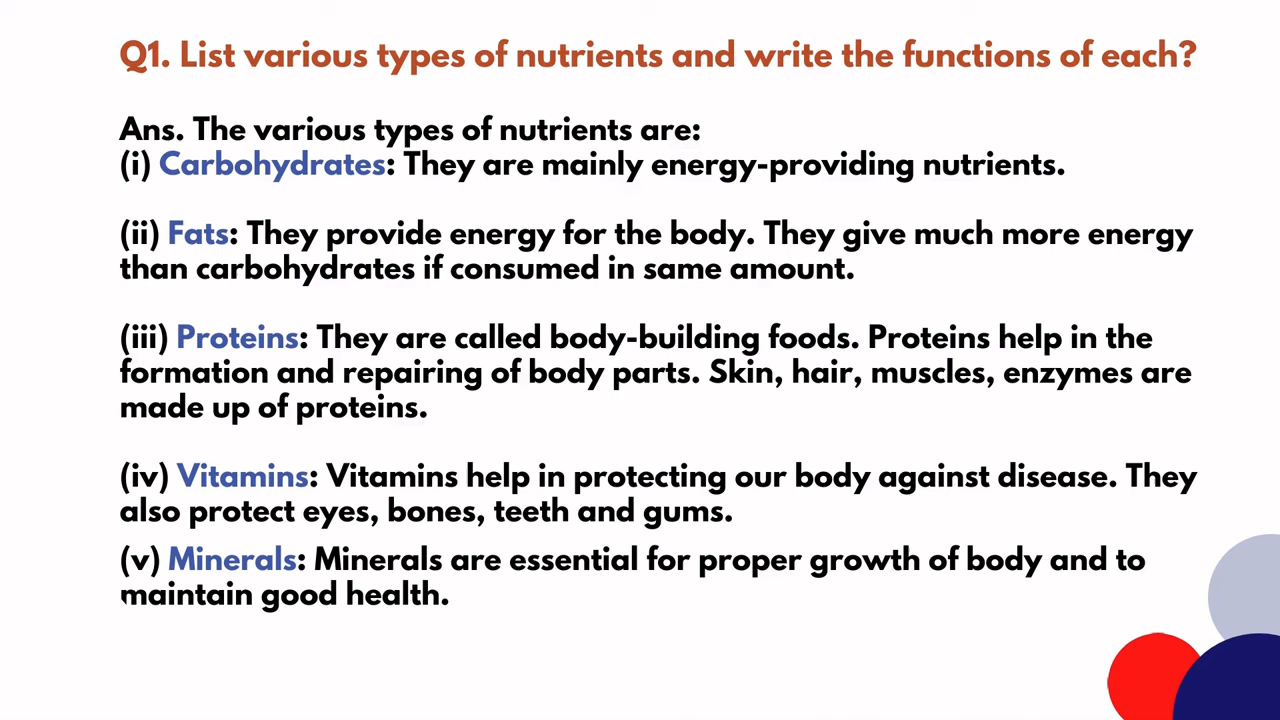 Q1. List various types of nutrients and write the functions of each?
Ans. The various types of nutrients are:
(i) Carbohydrates: They are mainly energy-providing nutrients.
(ii) Fats: They provide energy for the body. They give much more energy
than carbohydrates if consumed in same amount.
(iii) Proteins: They are called body-building foods. Proteins help in the
formation and repairing of body parts. Skin, hair, muscles, enzymes are
made up of proteins.
(iv) Vitamins: Vitamins help in protecting our body against disease. They
also protect eyes, bones, teeth and gums.
(v) Minerals: Minerals are essential for proper growth of body and to
maintain good health.